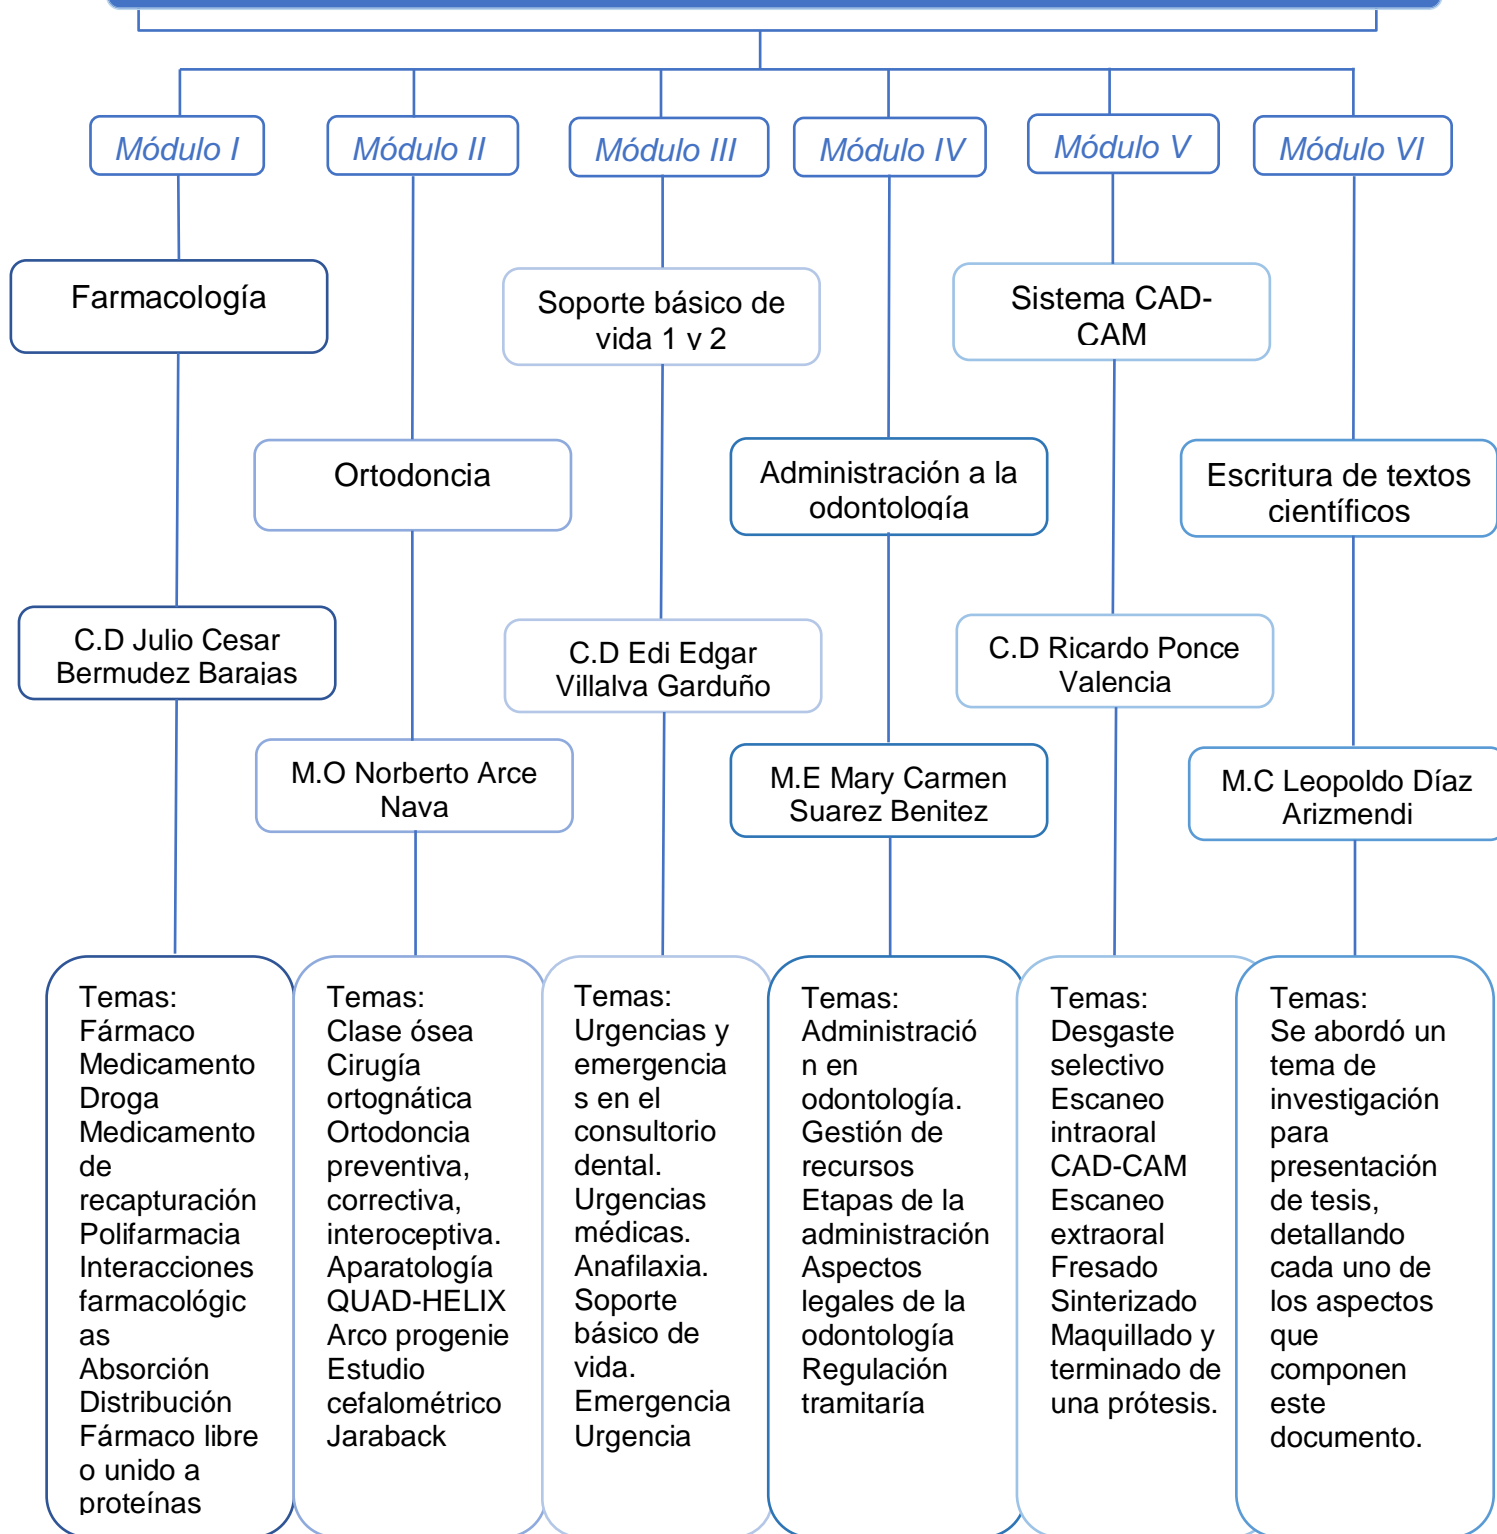 Módulo I
Módulo II
Módulo III
Módulo IV
Módulo V
Módulo VI
Farmacología
Soporte básico de
vida 1 y 2
Sistema CAD-
CAM
Ortodoncia
Administración a la
odontología
Escritura de textos
científicos
C.D Julio Cesar
Bermudez Barajas
C.D Edi Edgar
Villalva Garduño
C.D Ricardo Ponce
Valencia
M.O Norberto Arce
Nava
M.E Mary Carmen
Suarez Benitez
M.C Leopoldo Díaz
Arizmendi
Temas:
Fármaco
Medicamento
Droga
Medicamento
de
recapturación
Polifarmacia
Interacciones
farmacológic
as
Absorción
Distribución
Fármaco libre
o unido a
proteínas
Temas:
Clase ósea
Cirugía
ortognática
Ortodoncia
preventiva,
correctiva,
interoceptiva.
Aparatología
QUAD-HELIX
Arco progenie
Estudio
cefalométrico
Jaraback
Temas:
Urgencias y
emergencia
s en el
consultorio
dental.
Urgencias
médicas.
Anafilaxia.
Soporte
básico de
vida.
Emergencia
Urgencia
Temas:
Administració
n en
odontología.
Gestión de
recursos
Etapas de la
administración
Aspectos
legales de la
odontología
Regulación
tramitaría
Temas:
Desgaste
selectivo
Escaneo
intraoral
CAD-CAM
Escaneo
extraoral
Fresado
Sinterizado
Maquillado y
terminado de
una prótesis.
Temas:
Se abordó un
tema de
investigación
para
presentación
de tesis,
detallando
cada uno de
los aspectos
que
componen
este
documento.